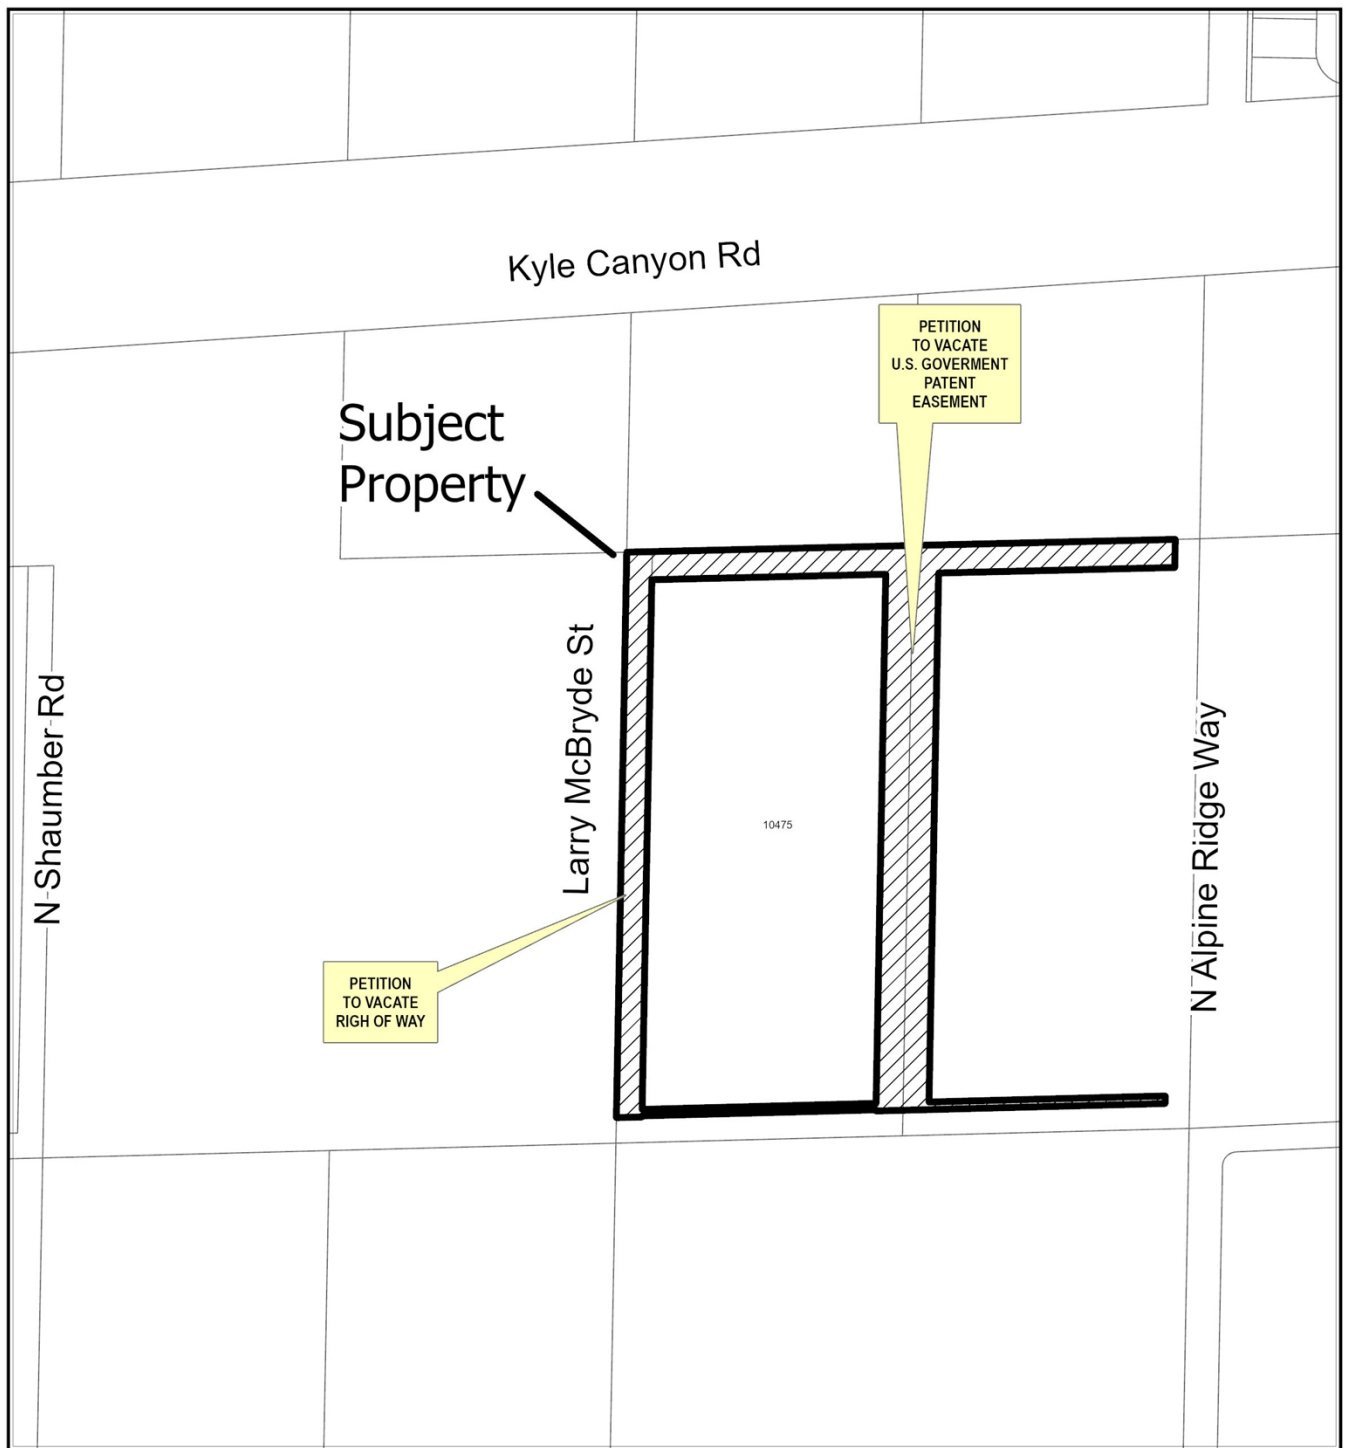 Kyle Canyon Rd
PETITION
TO VACATE
U.S. GOVERMENT
PATENT
EASEMENT
Subject
Property
Larry McBryde St
N Shaumber Rd
N Alpine Ridge Way
10475
PETITION
TO VACATE
RIGH OF WAY